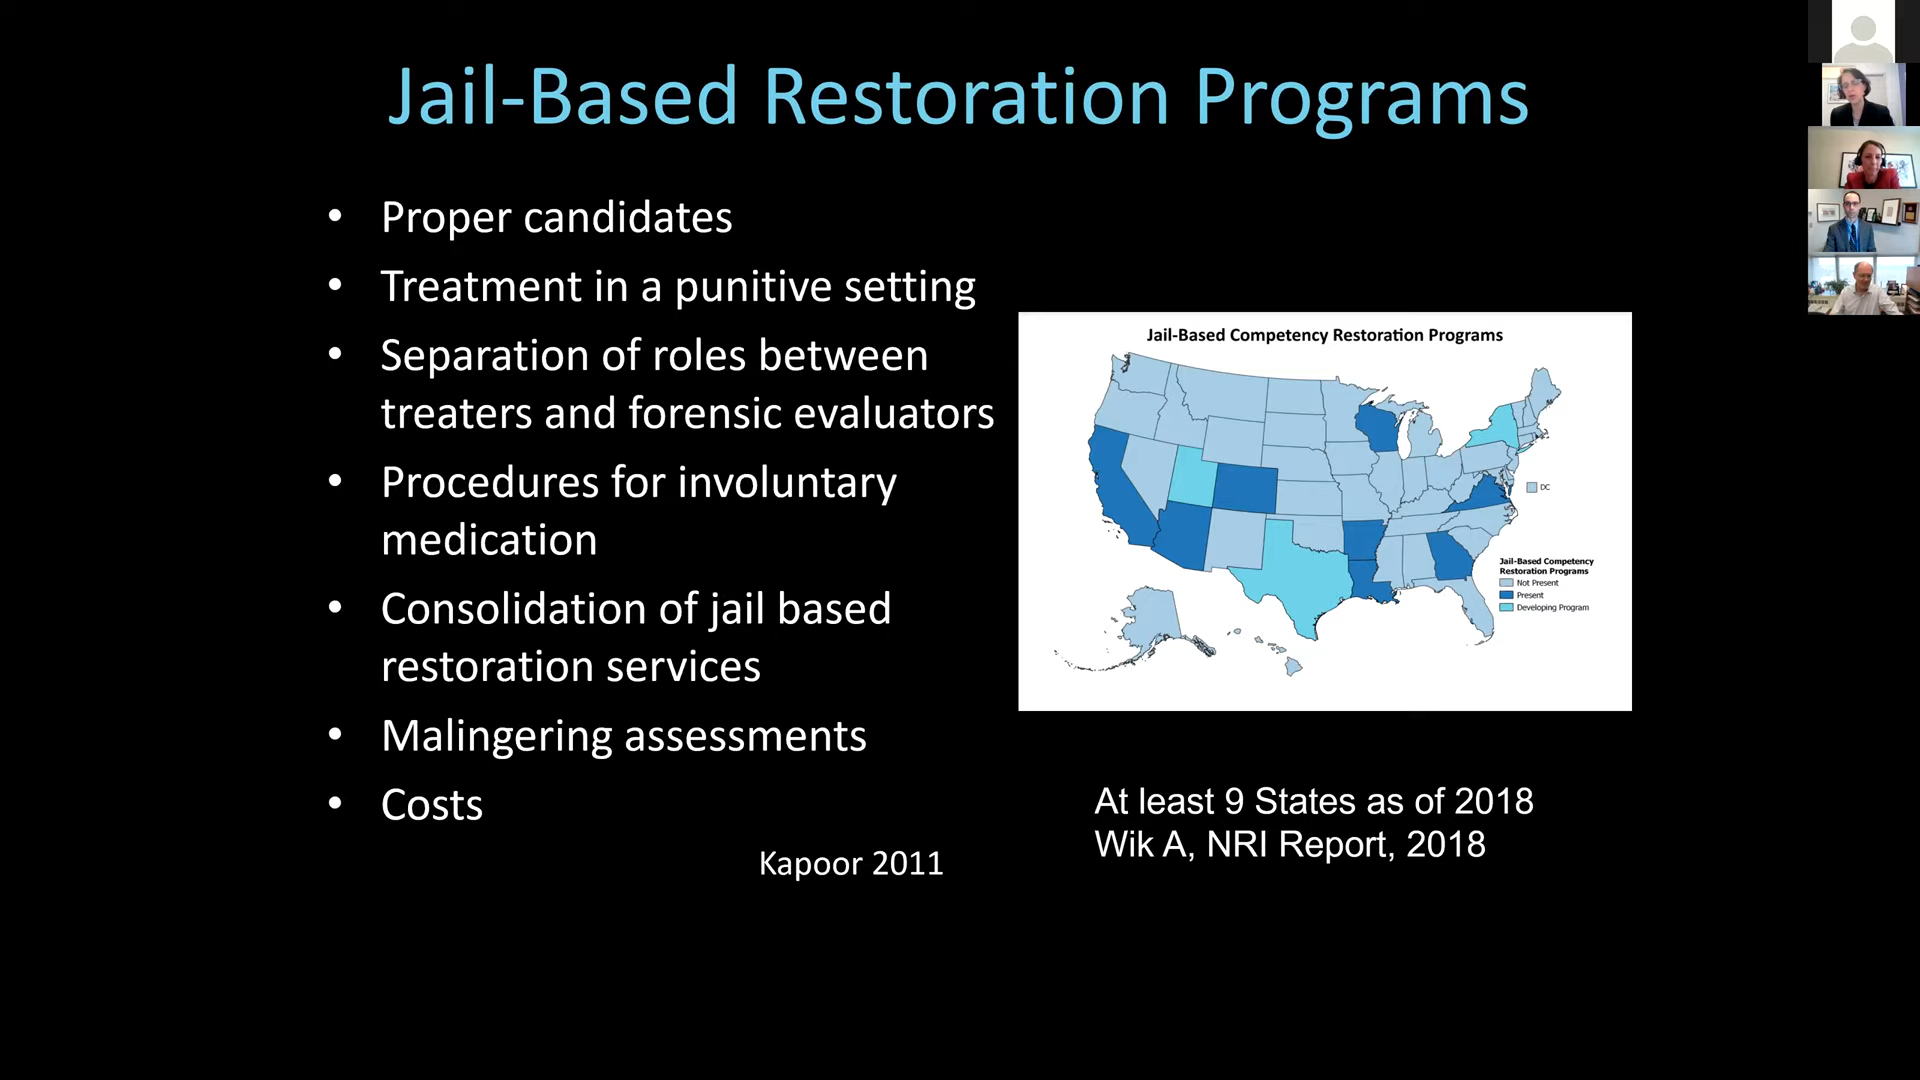 Jail-Based Restoration Programs
• Proper candidates
• Treatment in a punitive setting
• Separation of roles between
treaters and forensic evaluators
• Procedures for involuntary
medication
• Consolidation of jail based
restoration services
• Malingering assessments
• Costs
Kapoor 2011
Jail-Based Competency Restoration Programs
DC
Jail-Based Competency
Restoration Programs
Not Present
Present
Developing Program
At least 9 States as of 2018
Wik A, NRI Report, 2018